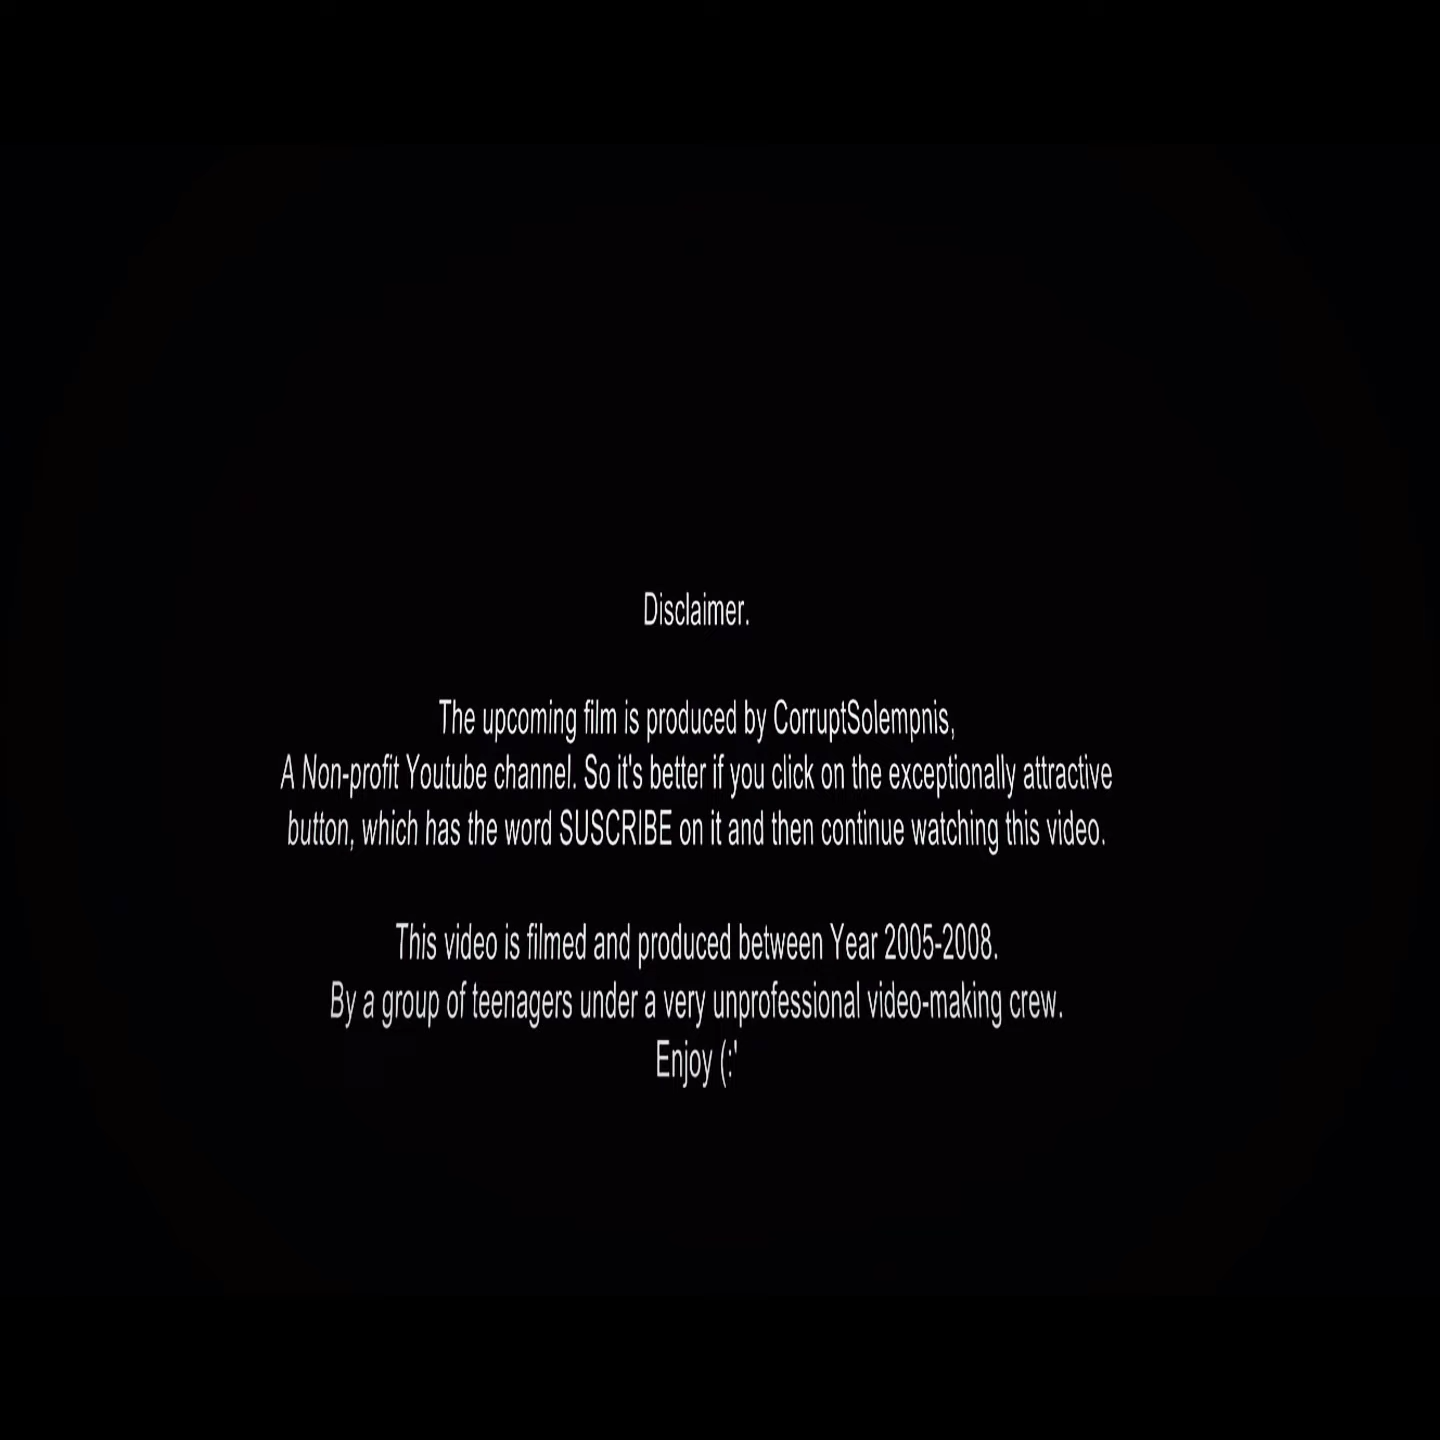 Disclaimer.
The upcoming film is produced by CorruptSolempnis,
A Non-profit Youtube channel. So it's better if you click on the exceptionally attractive
button, which has the word SUSCRIBE on it and then continue watching this video.
This video is filmed and produced between Year 2005-2008.
By a group of teenagers under a very unprofessional video-making crew.
Enjoy (:'